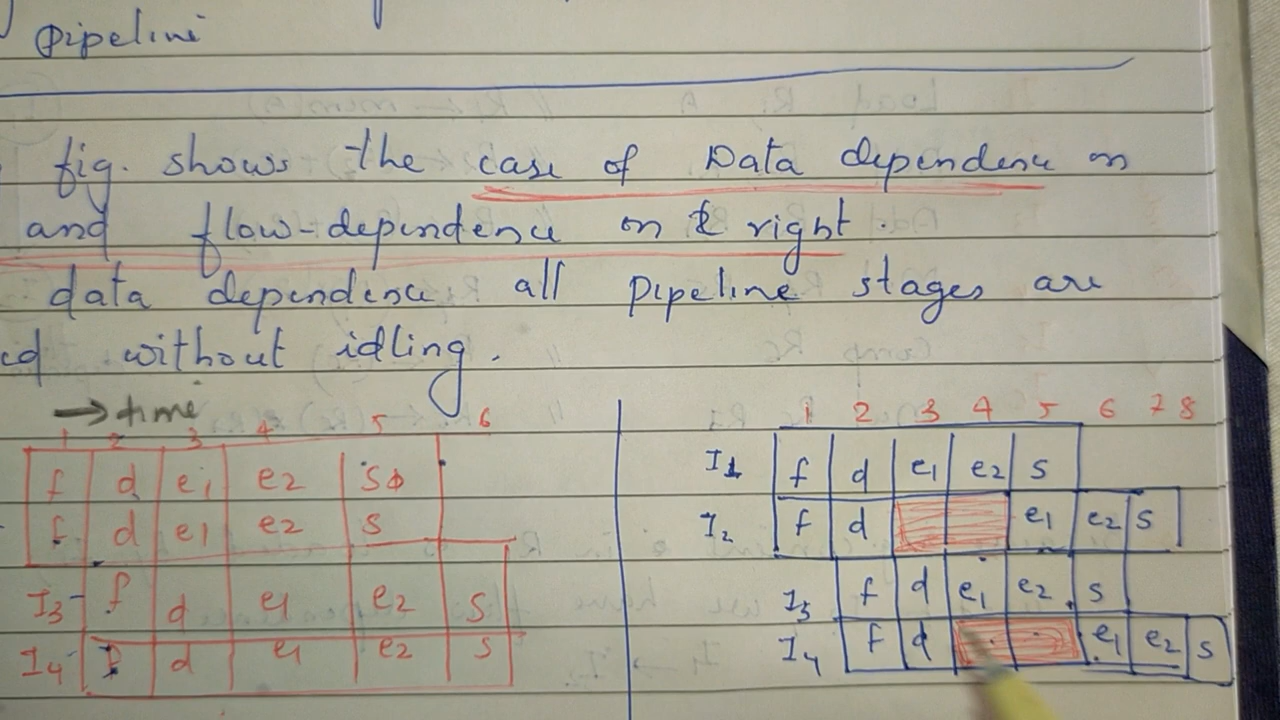 pipeline
fig. shows the case of Data dependence on
and flow-dependence on t right.
data dependence all pipeline stages are
ed without idling.
→ time
1 2 3 4 5 6
f d e1 e2 s
f d e1 e2 s
I3 f d e1 e2 s
I4 f d e1 e2 s
1 2 3 4 5 6 7 8
I1 f d e1 e2 s
I2 f d e1 e2 s
I3 f d e1 e2 s
I4 f d e1 e2 s